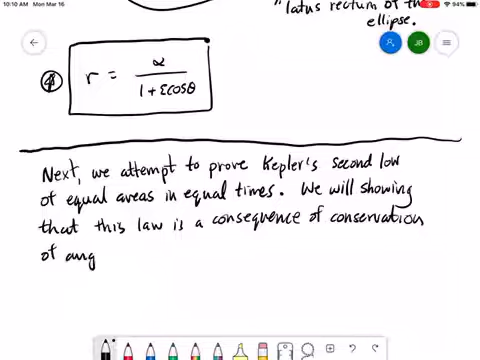 10:10 AM Mon Mar 16
94%
" latus rectum of the
ellipse.
JB
r = α / 1 + εcosθ
Next, we attempt to prove Kepler's second low
of equal areas in equal times. We will showing
that this law is a consequence of conservation
of ang